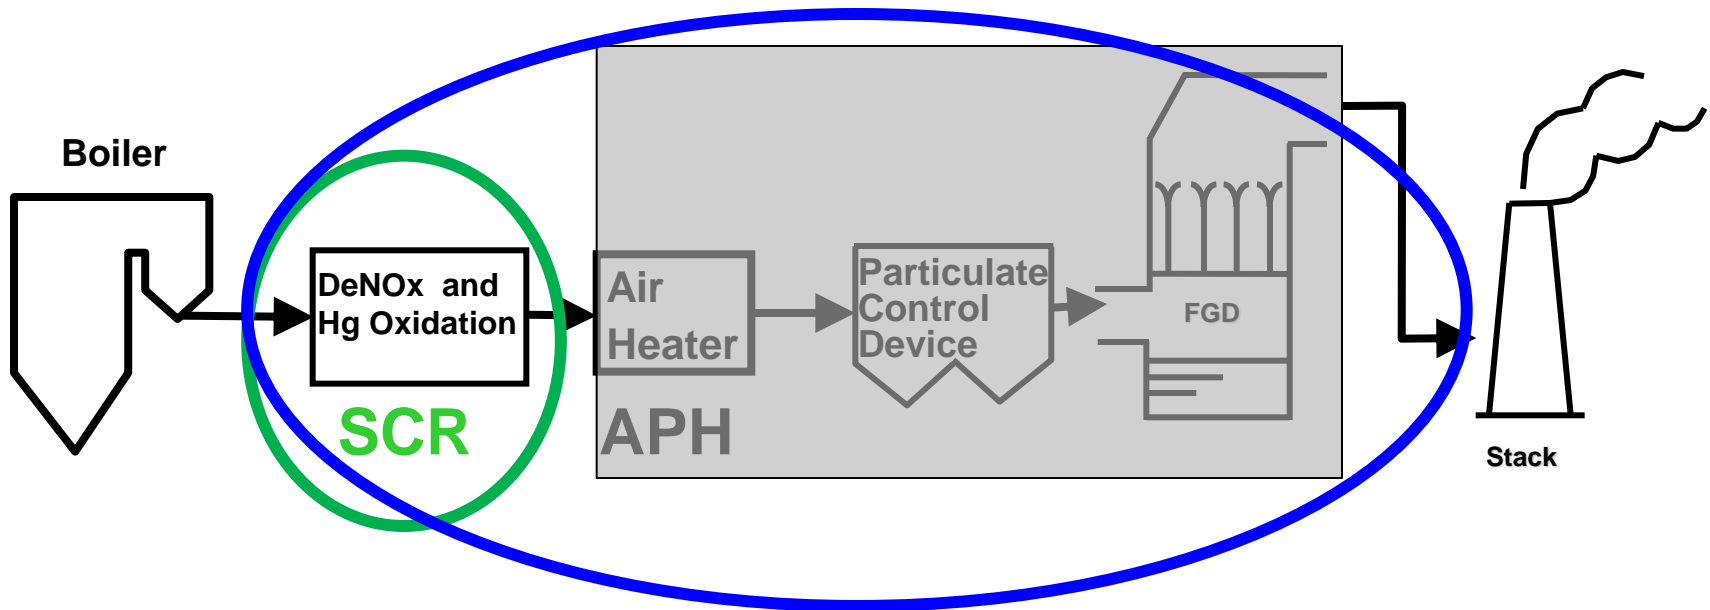 Boiler
DeNOx and
Hg Oxidation
SCR
Air
Heater
APH
Particulate
Control
Device
FGD
Stack